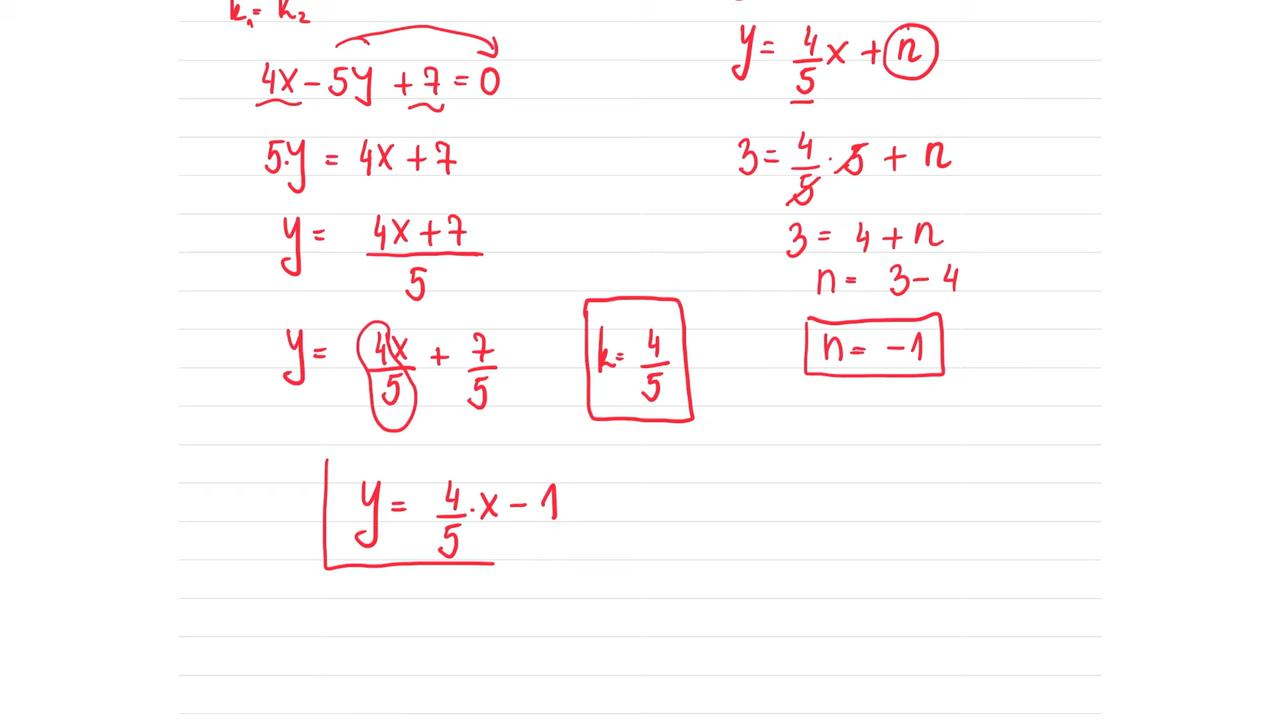 k₁ = k₂
4x - 5y + 7 = 0
5·y = 4x + 7
y = (4x + 7)/5
y = 4x/5 + 7/5
k = 4/5
y = 4/5 x + n
3 = 4/5 · 5 + n
3 = 4 + n
n = 3 - 4
n = -1
y = 4/5 · x - 1